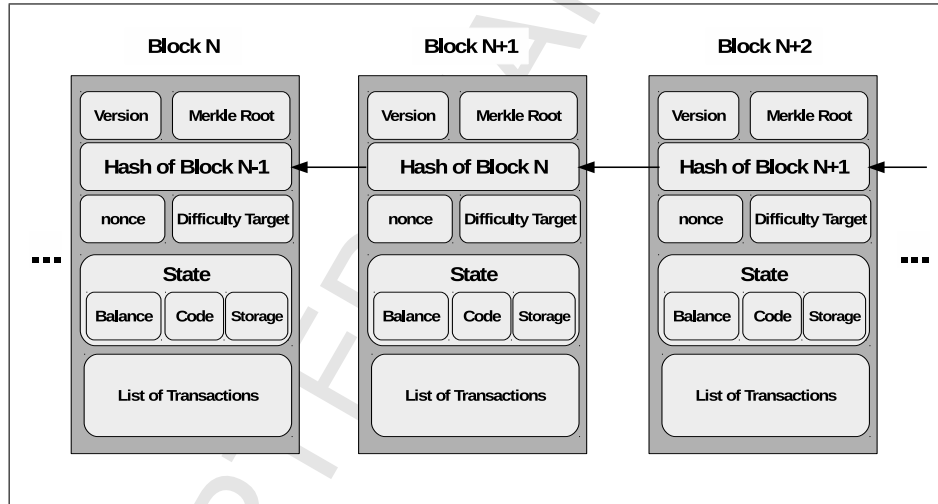 Block N
Block N+1
Block N+2
Version Merkle Root
Version Merkle Root
Version Merkle Root
Hash of Block N-1
Hash of Block N
Hash of Block N+1
nonce Difficulty Target
nonce Difficulty Target
nonce Difficulty Target
State
State
State
Balance Code Storage
Balance Code Storage
Balance Code Storage
List of Transactions
List of Transactions
List of Transactions